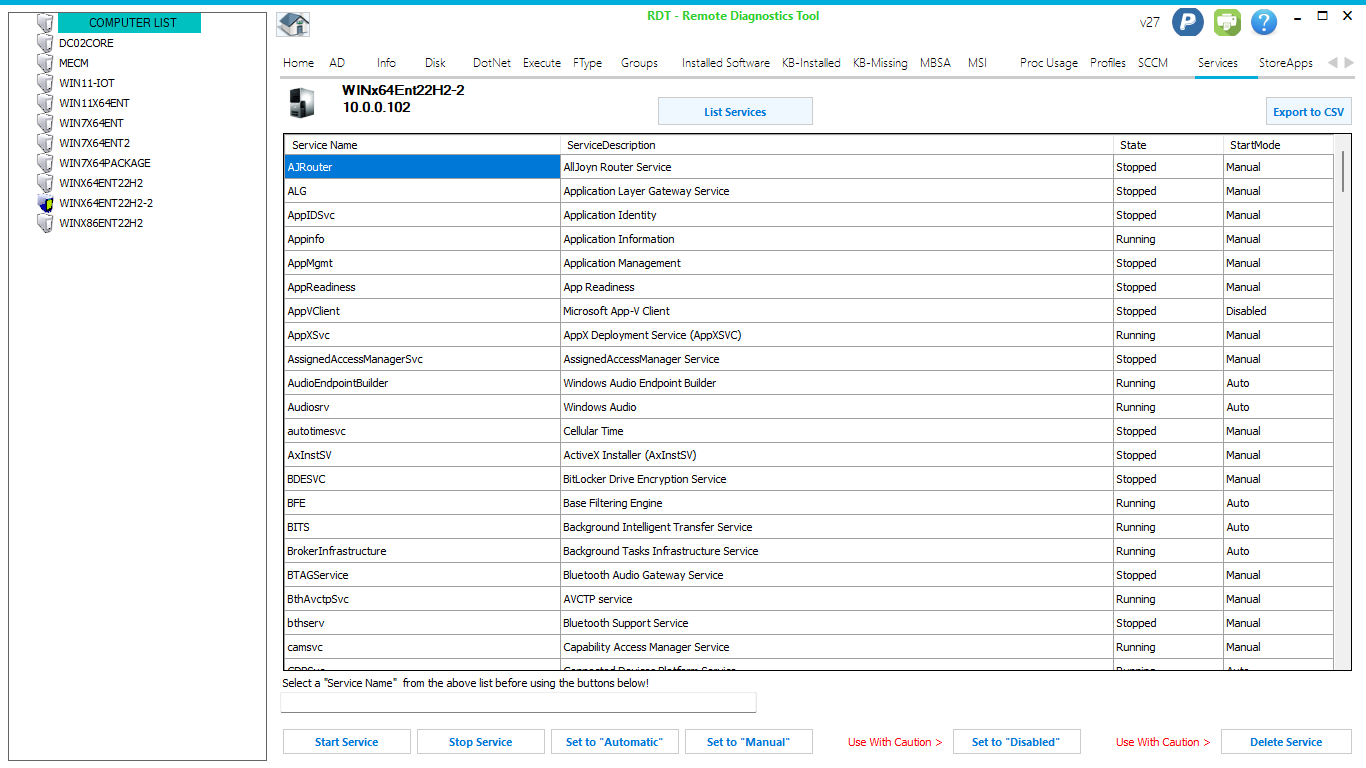 COMPUTER LIST
DC02CORE
MECM
WIN11-IOT
WIN11X64ENT
WIN7X64ENT
WIN7X64ENT2
WIN7X64PACKAGE
WINX64ENT22H2
WINX64ENT22H2-2
WINX86ENT22H2
RDT - Remote Diagnostics Tool
v27
Home AD Info Disk DotNet Execute FType Groups Installed Software KB-Installed KB-Missing MBSA MSI Proc Usage Profiles SCCM Services StoreApps
WINx64Ent22H2-2
10.0.0.102
List Services
Export to CSV
Service Name ServiceDescription State StartMode
AJRouter AllJoyn Router Service Stopped Manual
ALG Application Layer Gateway Service Stopped Manual
AppIDSvc Application Identity Stopped Manual
Appinfo Application Information Running Manual
AppMgmt Application Management Stopped Manual
AppReadiness App Readiness Stopped Manual
AppVClient Microsoft App-V Client Stopped Disabled
AppXSvc AppX Deployment Service (AppXSVC) Running Manual
AssignedAccessManagerSvc AssignedAccessManager Service Stopped Manual
AudioEndpointBuilder Windows Audio Endpoint Builder Running Auto
Audiosrv Windows Audio Running Auto
autotimesvc Cellular Time Stopped Manual
AxInstSV ActiveX Installer (AxInstSV) Stopped Manual
BDESVC BitLocker Drive Encryption Service Stopped Manual
BFE Base Filtering Engine Running Auto
BITS Background Intelligent Transfer Service Running Auto
BrokerInfrastructure Background Tasks Infrastructure Service Running Auto
BTAGService Bluetooth Audio Gateway Service Stopped Manual
BthAvctpSvc AVCTP service Running Manual
bthserv Bluetooth Support Service Stopped Manual
camsvc Capability Access Manager Service Running Manual
CDPSvc Connected Devices Platform Service Running Auto
Select a "Service Name" from the above list before using the buttons below!
Start Service Stop Service Set to "Automatic" Set to "Manual" Use With Caution > Set to "Disabled" Use With Caution > Delete Service